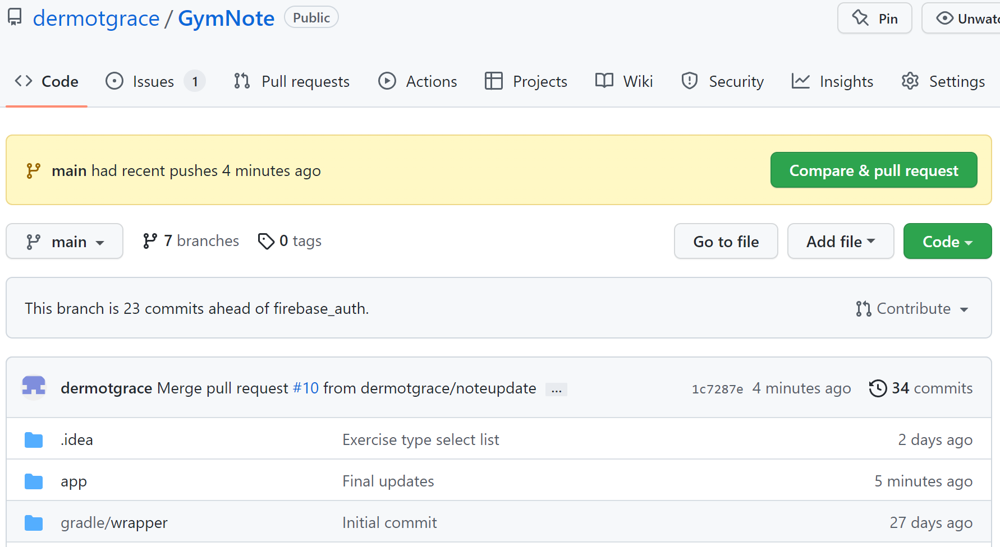 dermotgrace / GymNote Public Pin Unwatc
Code Issues 1 Pull requests Actions Projects Wiki Security Insights Settings
main had recent pushes 4 minutes ago Compare & pull request
main 7 branches 0 tags Go to file Add file Code
This branch is 23 commits ahead of firebase_auth. Contribute
dermotgrace Merge pull request #10 from dermotgrace/noteupdate ... 1c7287e 4 minutes ago 34 commits
.idea Exercise type select list 2 days ago
app Final updates 5 minutes ago
gradle/wrapper Initial commit 27 days ago